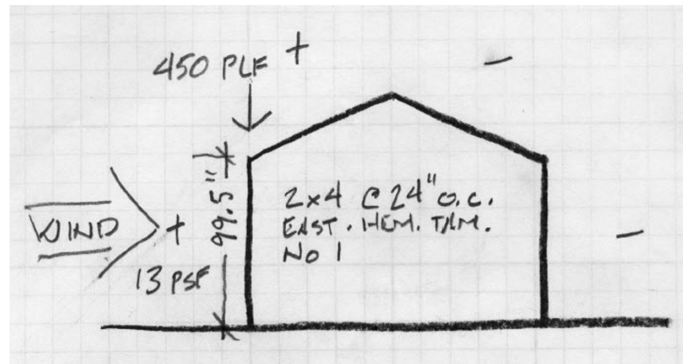 450 PLF + −
99.5"
2x4 @ 24" o.c.
EAST. HEM. TAM.
NO 1
WIND + −
13 PSF